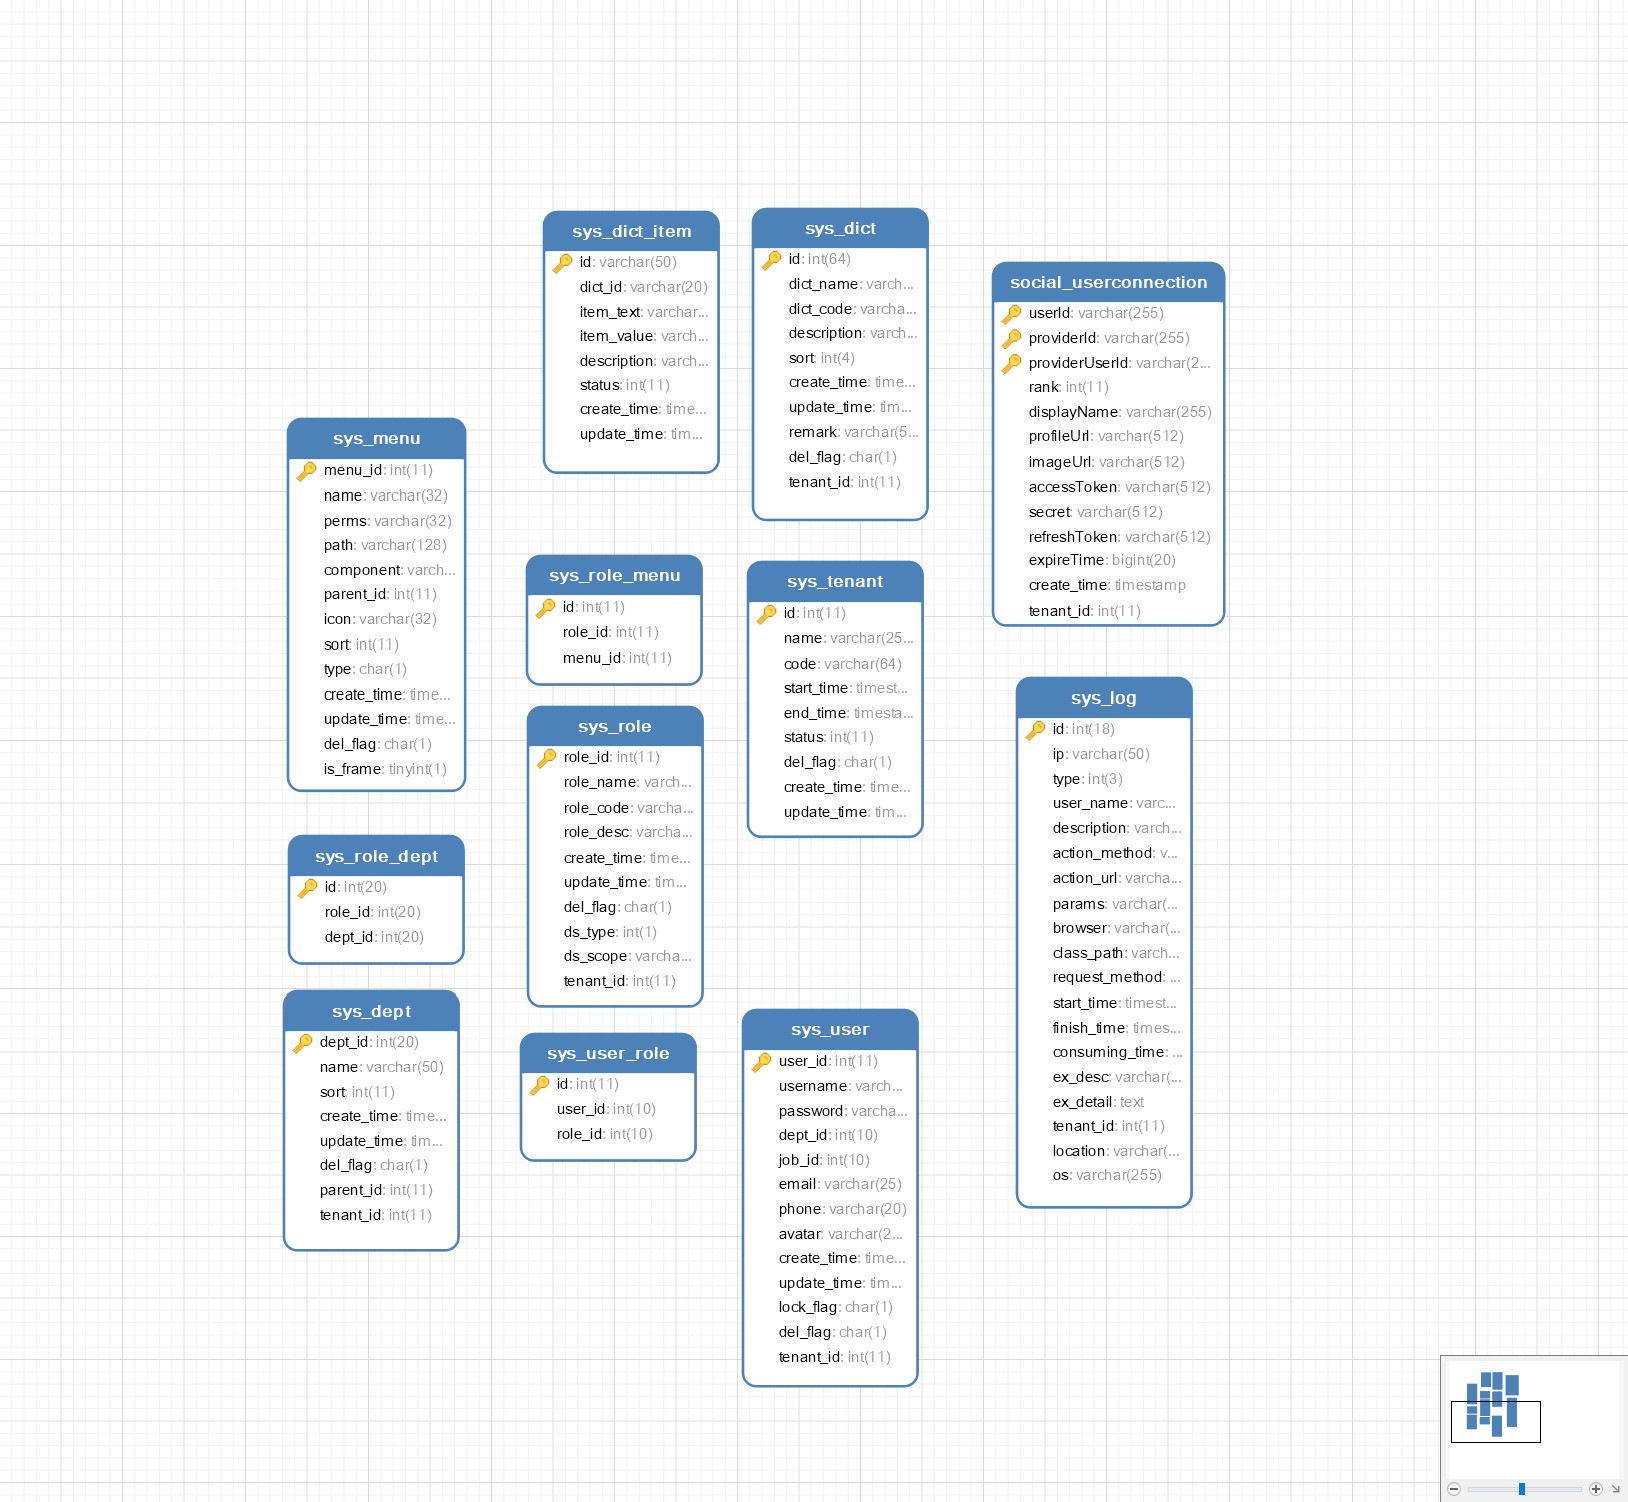 sys_dict_item
id: varchar(50)
dict_id: varchar(20)
item_text: varchar...
item_value: varch...
description: varch...
status: int(11)
create_time: time...
update_time: tim...
sys_dict
id: int(64)
dict_name: varch...
dict_code: varcha...
description: varch...
sort: int(4)
create_time: time...
update_time: tim...
remark: varchar(5...
del_flag: char(1)
tenant_id: int(11)
social_userconnection
userId: varchar(255)
providerId: varchar(255)
providerUserId: varchar(2...
rank: int(11)
displayName: varchar(255)
profileUrl: varchar(512)
imageUrl: varchar(512)
accessToken: varchar(512)
secret: varchar(512)
refreshToken: varchar(512)
expireTime: bigint(20)
create_time: timestamp
tenant_id: int(11)
sys_menu
menu_id: int(11)
name: varchar(32)
perms: varchar(32)
path: varchar(128)
component: varch...
parent_id: int(11)
icon: varchar(32)
sort: int(11)
type: char(1)
create_time: time...
update_time: time...
del_flag: char(1)
is_frame: tinyint(1)
sys_role_menu
id: int(11)
role_id: int(11)
menu_id: int(11)
sys_tenant
id: int(11)
name: varchar(25...
code: varchar(64)
start_time: timest...
end_time: timesta...
status: int(11)
del_flag: char(1)
create_time: time...
update_time: tim...
sys_role
role_id: int(11)
role_name: varch...
role_code: varcha...
role_desc: varcha...
create_time: time...
update_time: tim...
del_flag: char(1)
ds_type: int(1)
ds_scope: varcha...
tenant_id: int(11)
sys_log
id: int(18)
ip: varchar(50)
type: int(3)
user_name: varc...
description: varch...
action_method: v...
action_url: varcha...
params: varchar(...
browser: varchar(...
class_path: varch...
request_method: ...
start_time: timest...
finish_time: times...
consuming_time: ...
ex_desc: varchar(...
ex_detail: text
tenant_id: int(11)
location: varchar(...
os: varchar(255)
sys_role_dept
id: int(20)
role_id: int(20)
dept_id: int(20)
sys_dept
dept_id: int(20)
name: varchar(50)
sort: int(11)
create_time: time...
update_time: tim...
del_flag: char(1)
parent_id: int(11)
tenant_id: int(11)
sys_user_role
id: int(11)
user_id: int(10)
role_id: int(10)
sys_user
user_id: int(11)
username: varch...
password: varcha...
dept_id: int(10)
job_id: int(10)
email: varchar(25)
phone: varchar(20)
avatar: varchar(2...
create_time: time...
update_time: tim...
lock_flag: char(1)
del_flag: char(1)
tenant_id: int(11)